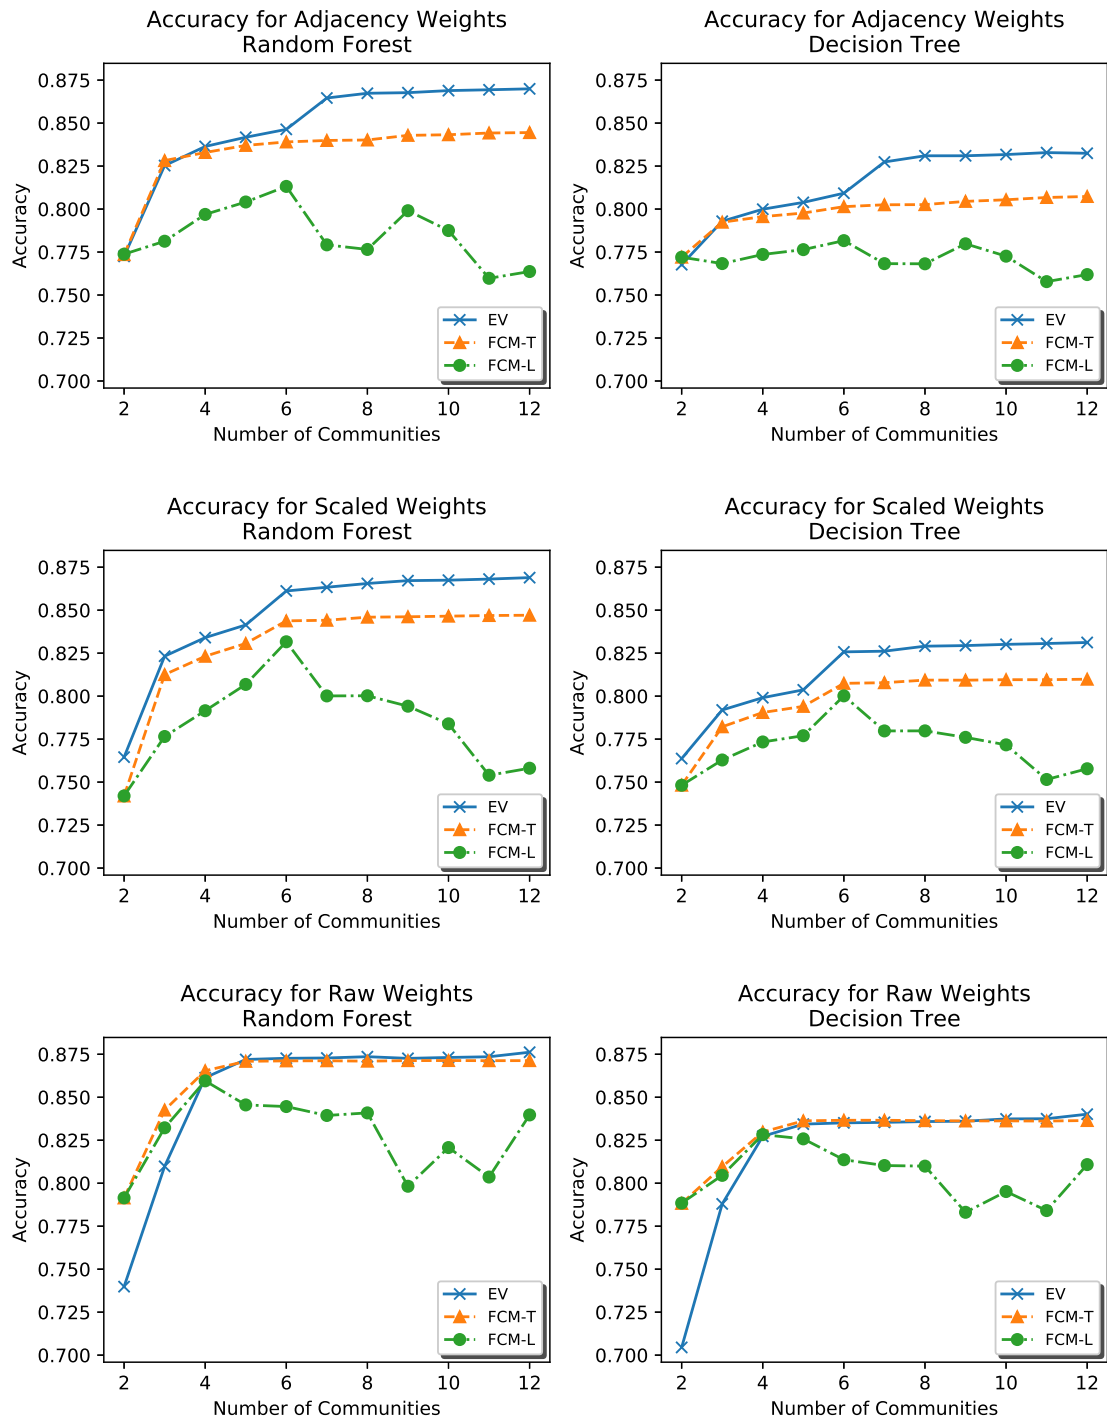 Accuracy for Adjacency Weights
Random Forest
Accuracy
0.875
0.850
0.825
0.800
0.775
0.750
0.725
0.700
2 4 6 8 10 12
Number of Communities
EV
FCM-T
FCM-L
Accuracy for Adjacency Weights
Decision Tree
Accuracy
0.875
0.850
0.825
0.800
0.775
0.750
0.725
0.700
2 4 6 8 10 12
Number of Communities
EV
FCM-T
FCM-L
Accuracy for Scaled Weights
Random Forest
Accuracy
0.875
0.850
0.825
0.800
0.775
0.750
0.725
0.700
2 4 6 8 10 12
Number of Communities
EV
FCM-T
FCM-L
Accuracy for Scaled Weights
Decision Tree
Accuracy
0.875
0.850
0.825
0.800
0.775
0.750
0.725
0.700
2 4 6 8 10 12
Number of Communities
EV
FCM-T
FCM-L
Accuracy for Raw Weights
Random Forest
Accuracy
0.875
0.850
0.825
0.800
0.775
0.750
0.725
0.700
2 4 6 8 10 12
Number of Communities
EV
FCM-T
FCM-L
Accuracy for Raw Weights
Decision Tree
Accuracy
0.875
0.850
0.825
0.800
0.775
0.750
0.725
0.700
2 4 6 8 10 12
Number of Communities
EV
FCM-T
FCM-L